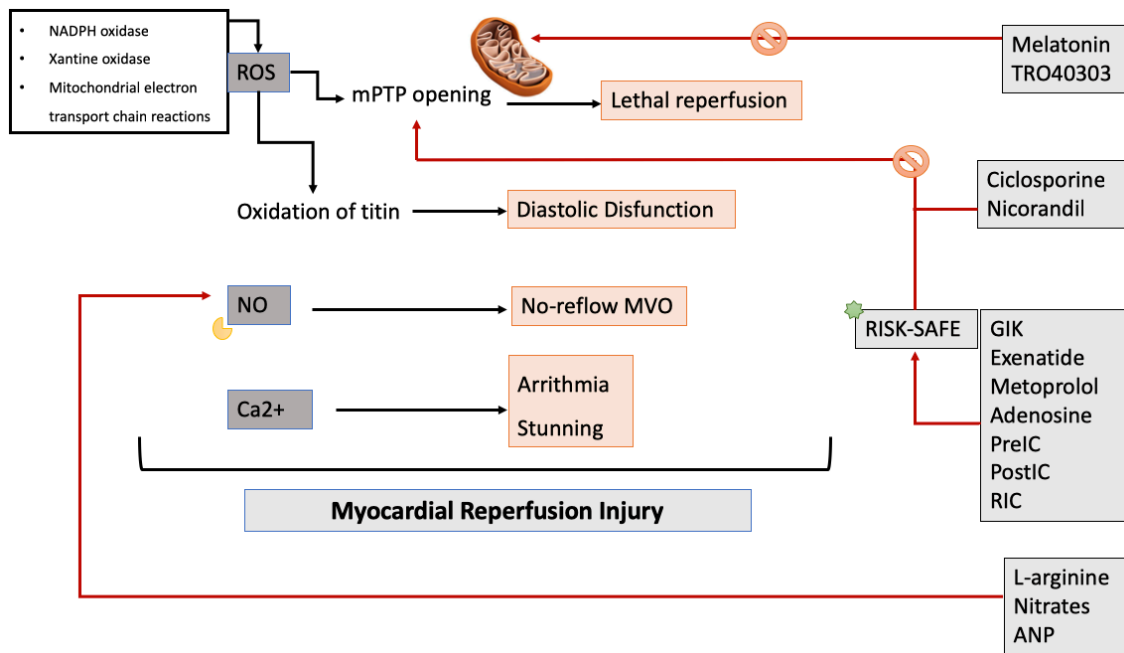 • NADPH oxidase
• Xantine oxidase
• Mitochondrial electron
transport chain reactions
ROS
mPTP opening
Lethal reperfusion
Melatonin
TRO40303
Oxidation of titin
Diastolic Disfunction
Ciclosporine
Nicorandil
NO
No-reflow MVO
RISK-SAFE
GIK
Exenatide
Metoprolol
Adenosine
PreIC
PostIC
RIC
Ca2+
Arrithmia
Stunning
Myocardial Reperfusion Injury
L-arginine
Nitrates
ANP